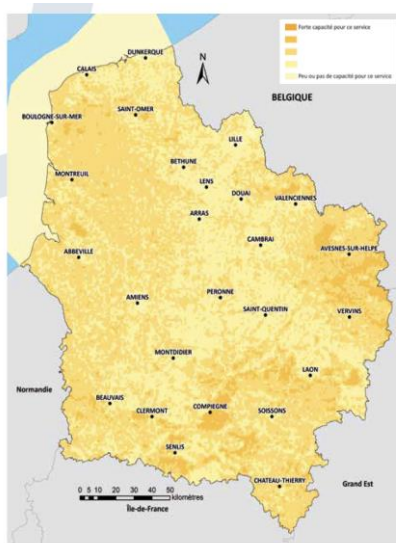 Forte capacité pour ce service
Peu ou pas de capacité pour ce service
N
DUNKERQUE
CALAIS
BELGIQUE
SAINT-OMER
BOULOGNE-SUR-MER
LILLE
BETHUNE
MONTREUIL
LENS
DOUAI
VALENCIENNES
ARRAS
CAMBRAI
AVESNES-SUR-HELPE
ABBEVILLE
PERONNE
AMIENS
SAINT-QUENTIN
VERVINS
MONTDIDIER
LAON
Normandie
BEAUVAIS
CLERMONT
COMPIEGNE
SOISSONS
SENLIS
CHATEAU-THIERRY
Grand Est
0 5 10 20 30 40 50
kilomètres
Île-de-France